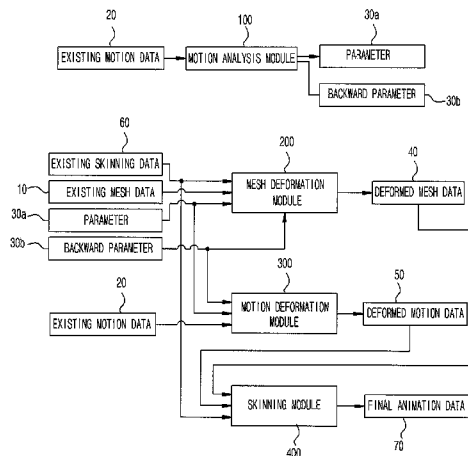 20
100
30a
EXISTING MOTION DATA
MOTION ANALYSIS MODULE
PARAMETER
BACKWARD PARAMETER
30b
60
EXISTING SKINNING DATA
200
40
10
EXISTING MESH DATA
MESH DEFORMATION
MODULE
DEFORMED MESH DATA
30a
PARAMETER
30b
BACKWARD PARAMETER
20
300
50
EXISTING MOTION DATA
MOTION DEFORMATION
MODULE
DEFORMED MOTION DATA
SKINNING MODULE
FINAL ANIMATION DATA
400
70